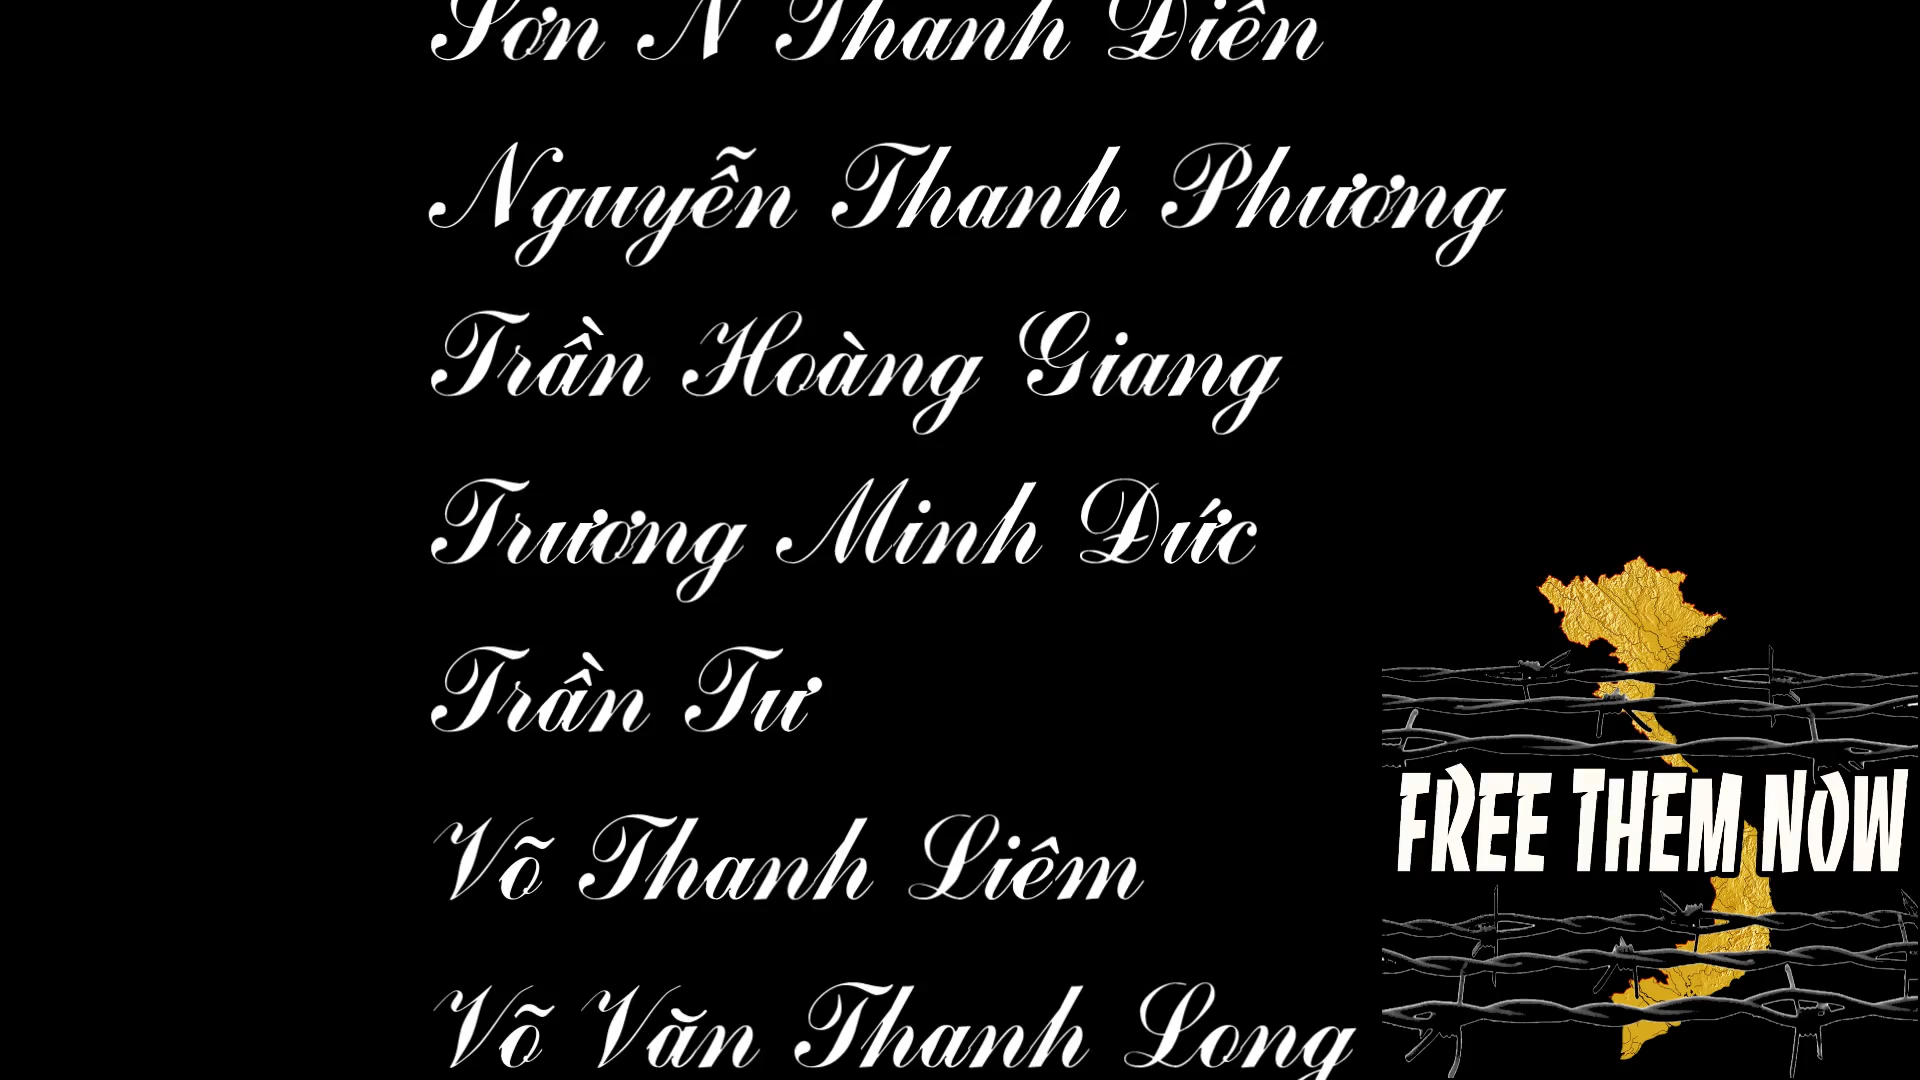 Sơn N Thanh Điền
Nguyễn Thanh Phương
Trần Hoàng Giang
Trương Minh Đức
Trần Tư
Võ Thanh Liêm
Võ Văn Thanh Long
FREE THEM NOW